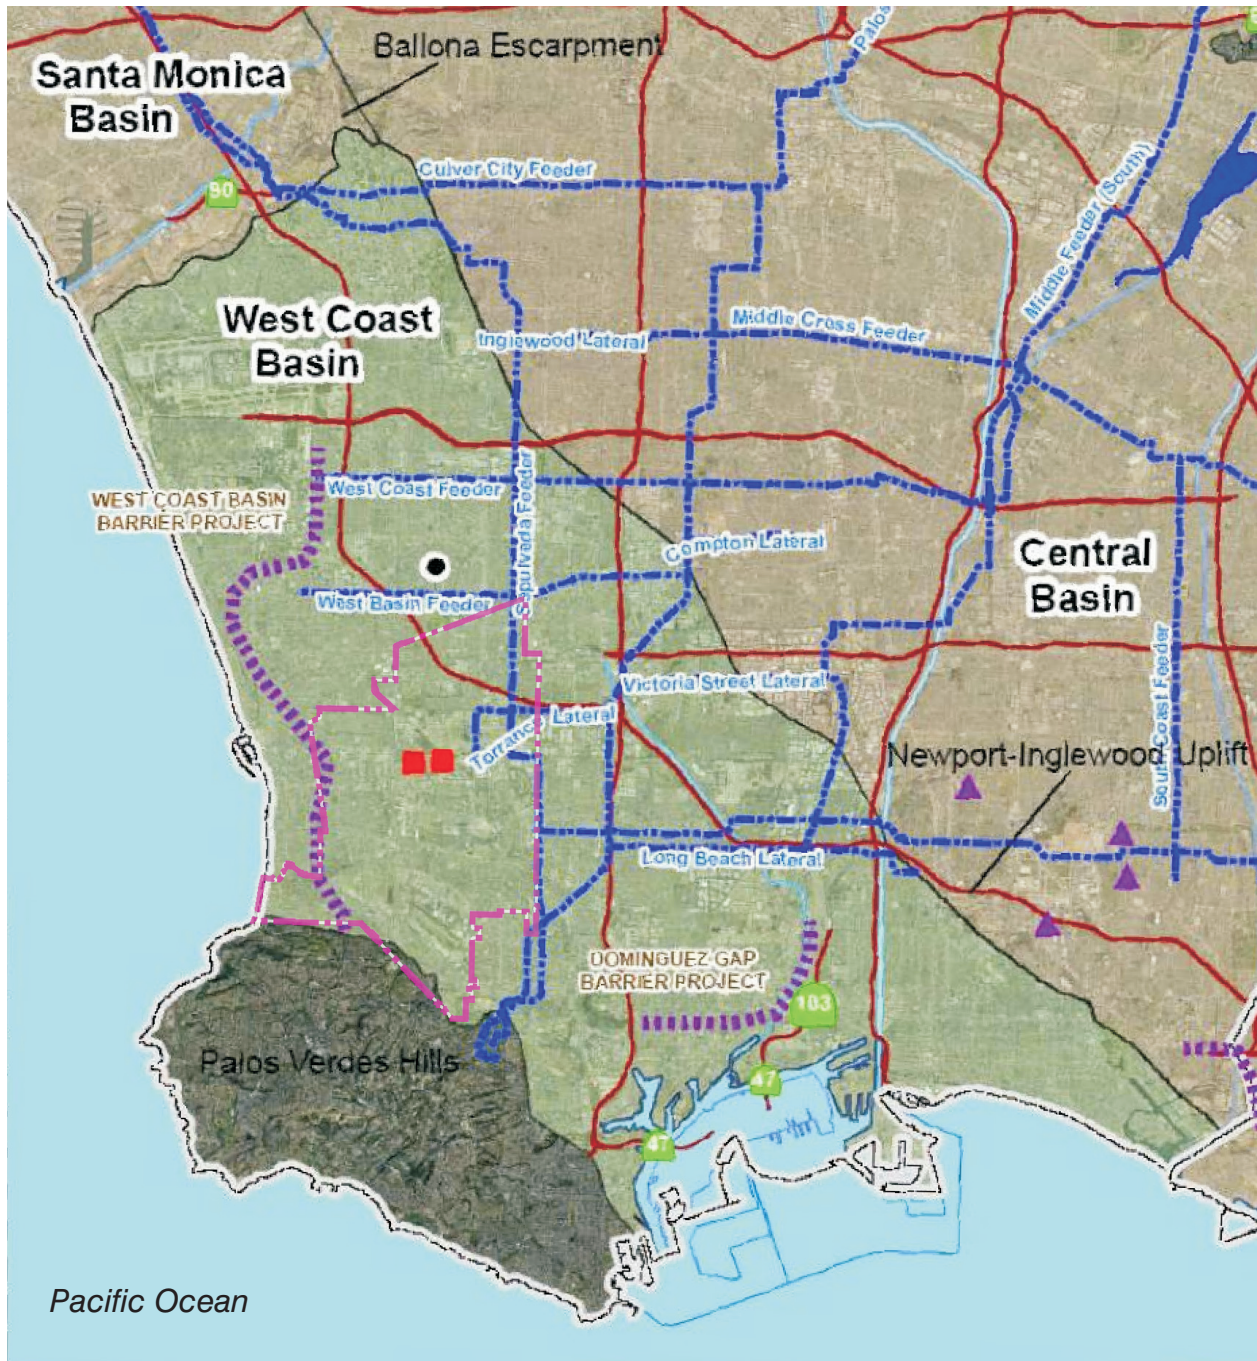 Ballona Escarpment
Palos
Santa Monica
Basin
Culver City Feeder
90
Middle Feeder (South)
West Coast
Basin
Inglewood Lateral
Middle Cross Feeder
West Coast Feeder
Sepulveda Feeder
WEST COAST BASIN
BARRIER PROJECT
Compton Lateral
Central
Basin
West Basin Feeder
Victoria Street Lateral
South Coast Feeder
Torrance Lateral
Newport-Inglewood Uplift
Long Beach Lateral
DOMINGUEZ GAP
BARRIER PROJECT
103
Palos Verdes Hills
47
47
Pacific Ocean